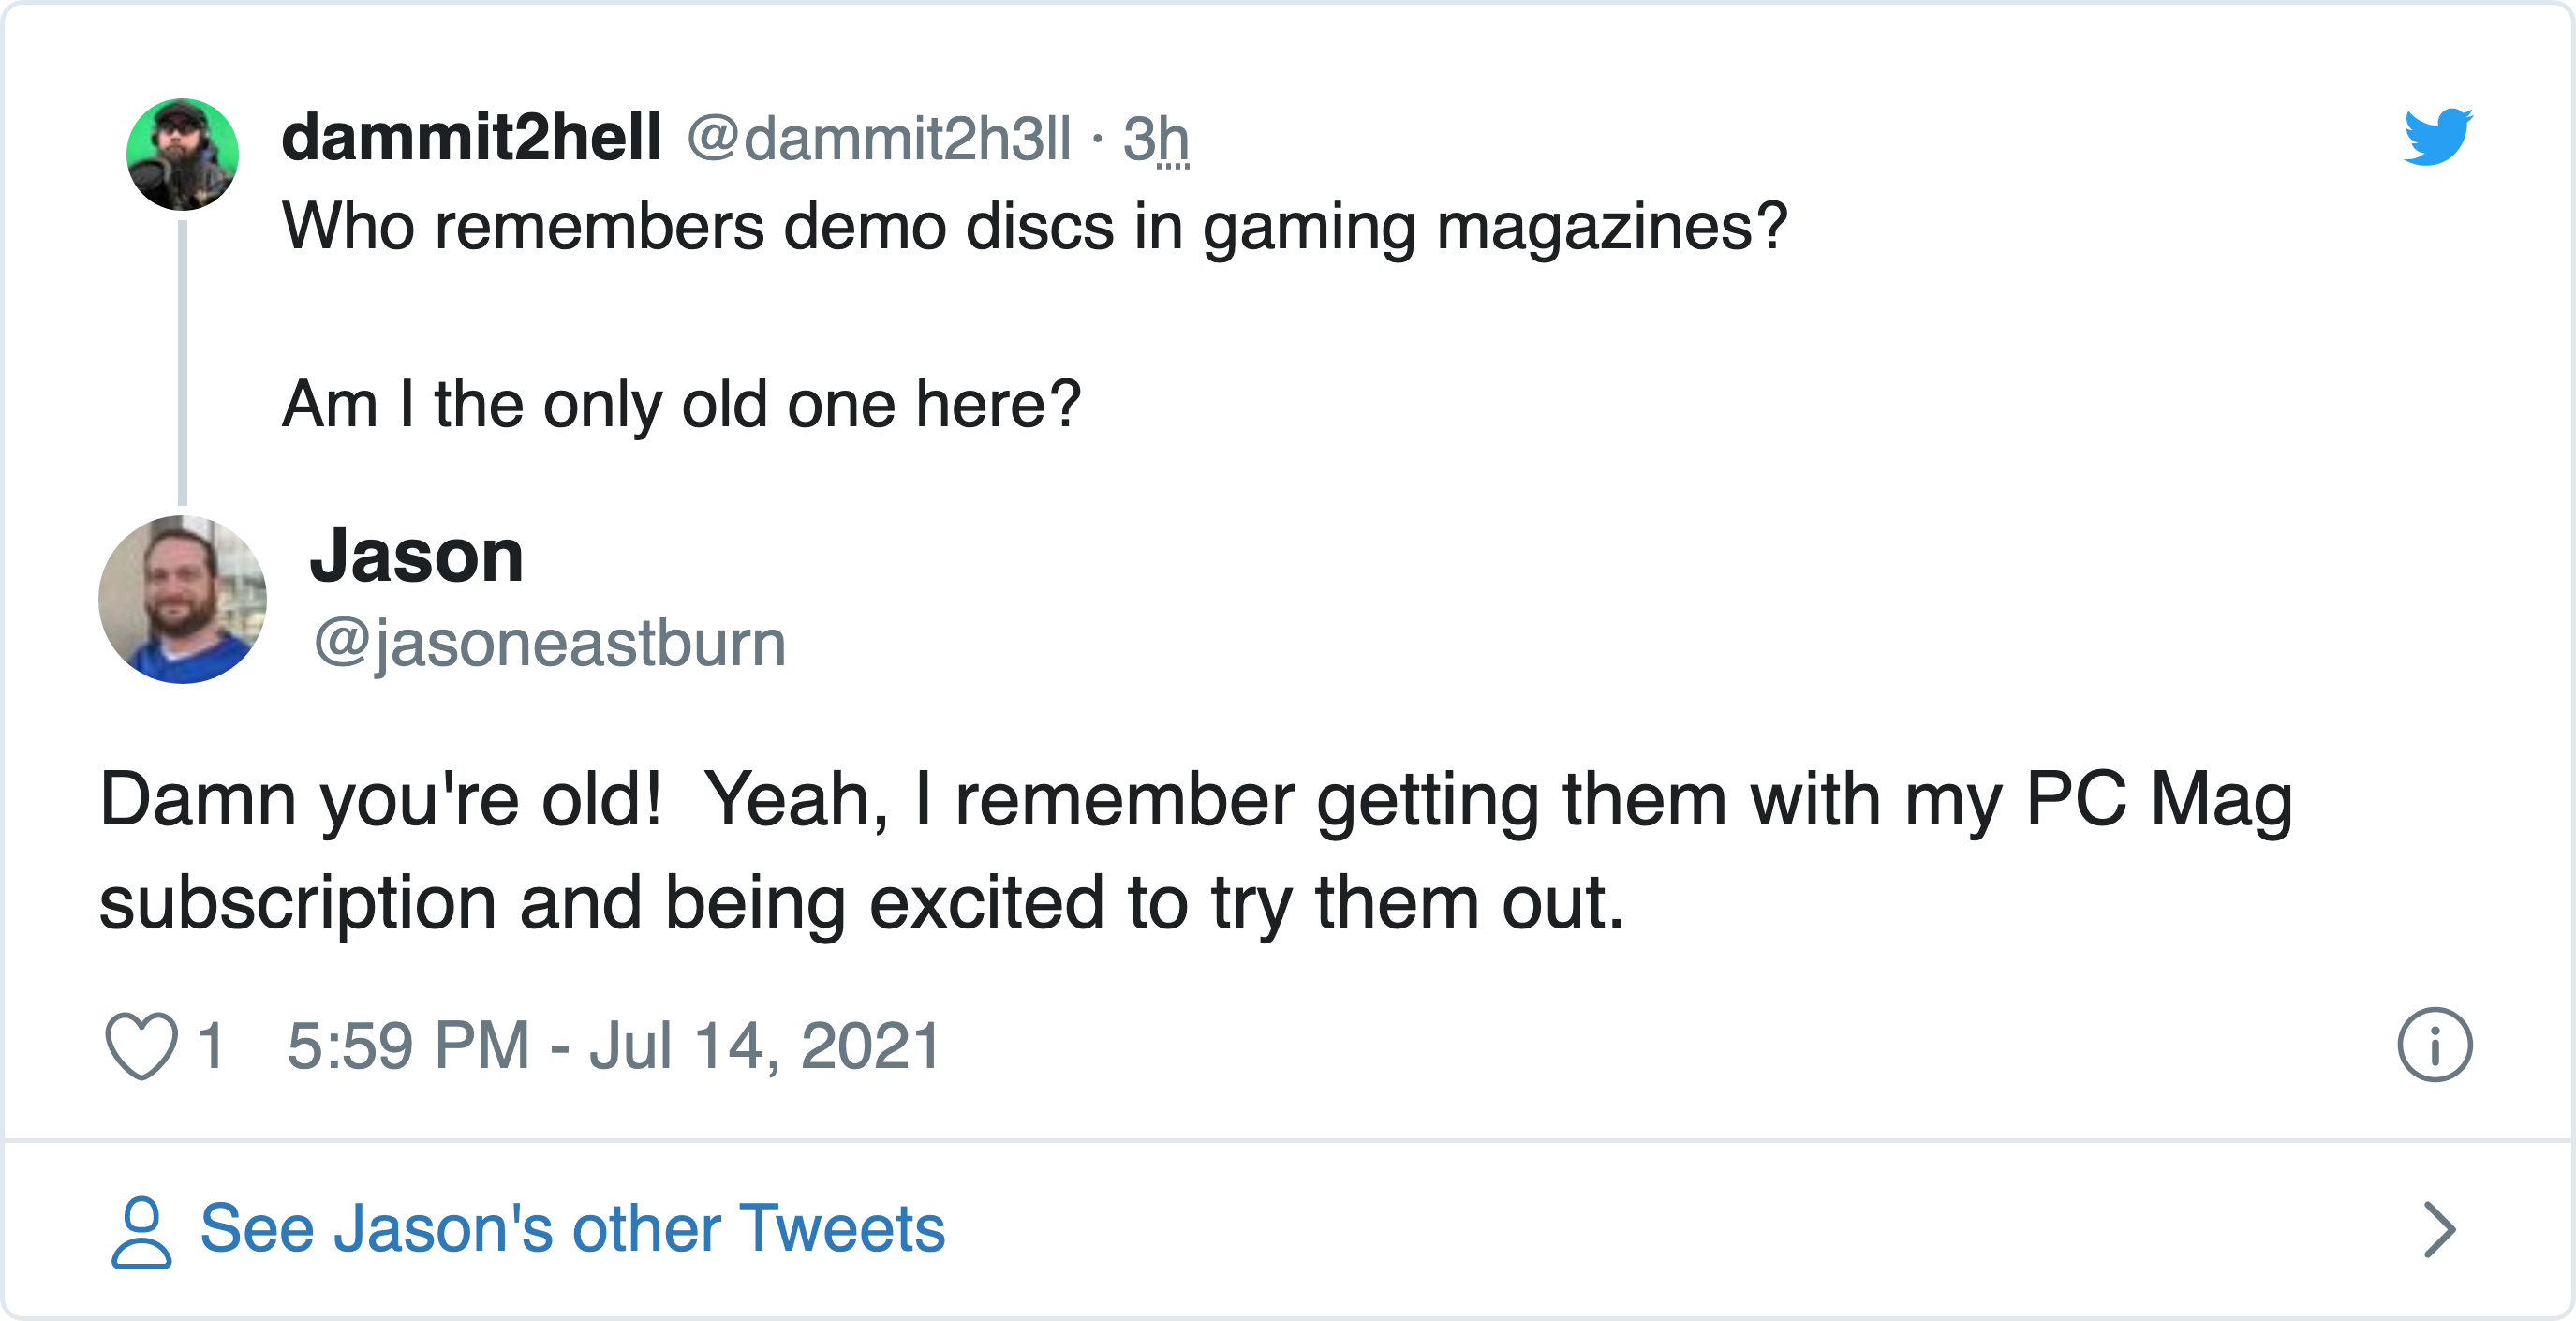 dammit2hell @dammit2h3ll · 3h
Who remembers demo discs in gaming magazines?
Am I the only old one here?
Jason
@jasoneastburn
Damn you're old!  Yeah, I remember getting them with my PC Mag
subscription and being excited to try them out.
1 5:59 PM - Jul 14, 2021
See Jason's other Tweets